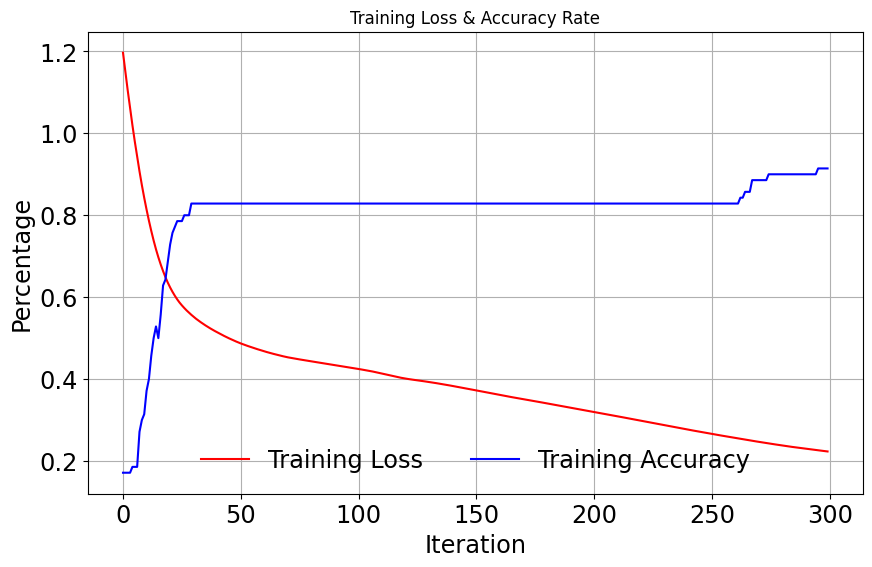 Training Loss & Accuracy Rate
1.2
1.0
0.8
0.6
0.4
0.2
Percentage
Training Loss Training Accuracy
0 50 100 150 200 250 300
Iteration